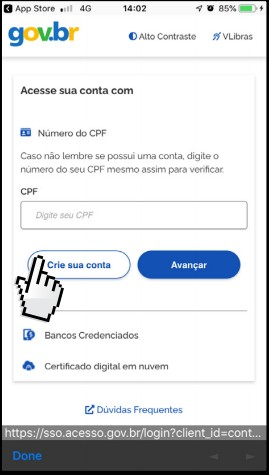 App Store 4G 14:02 85%
gov.br Alto Contraste VLibras
Acesse sua conta com
Número do CPF
Caso não lembre se possui uma conta, digite o
número do seu CPF mesmo assim para verificar.
CPF
Digite seu CPF
Crie sua conta Avançar
Bancos Credenciados
Certificado digital em nuvem
Dúvidas Frequentes
https://sso.acesso.gov.br/login?client_id=cont...
Done